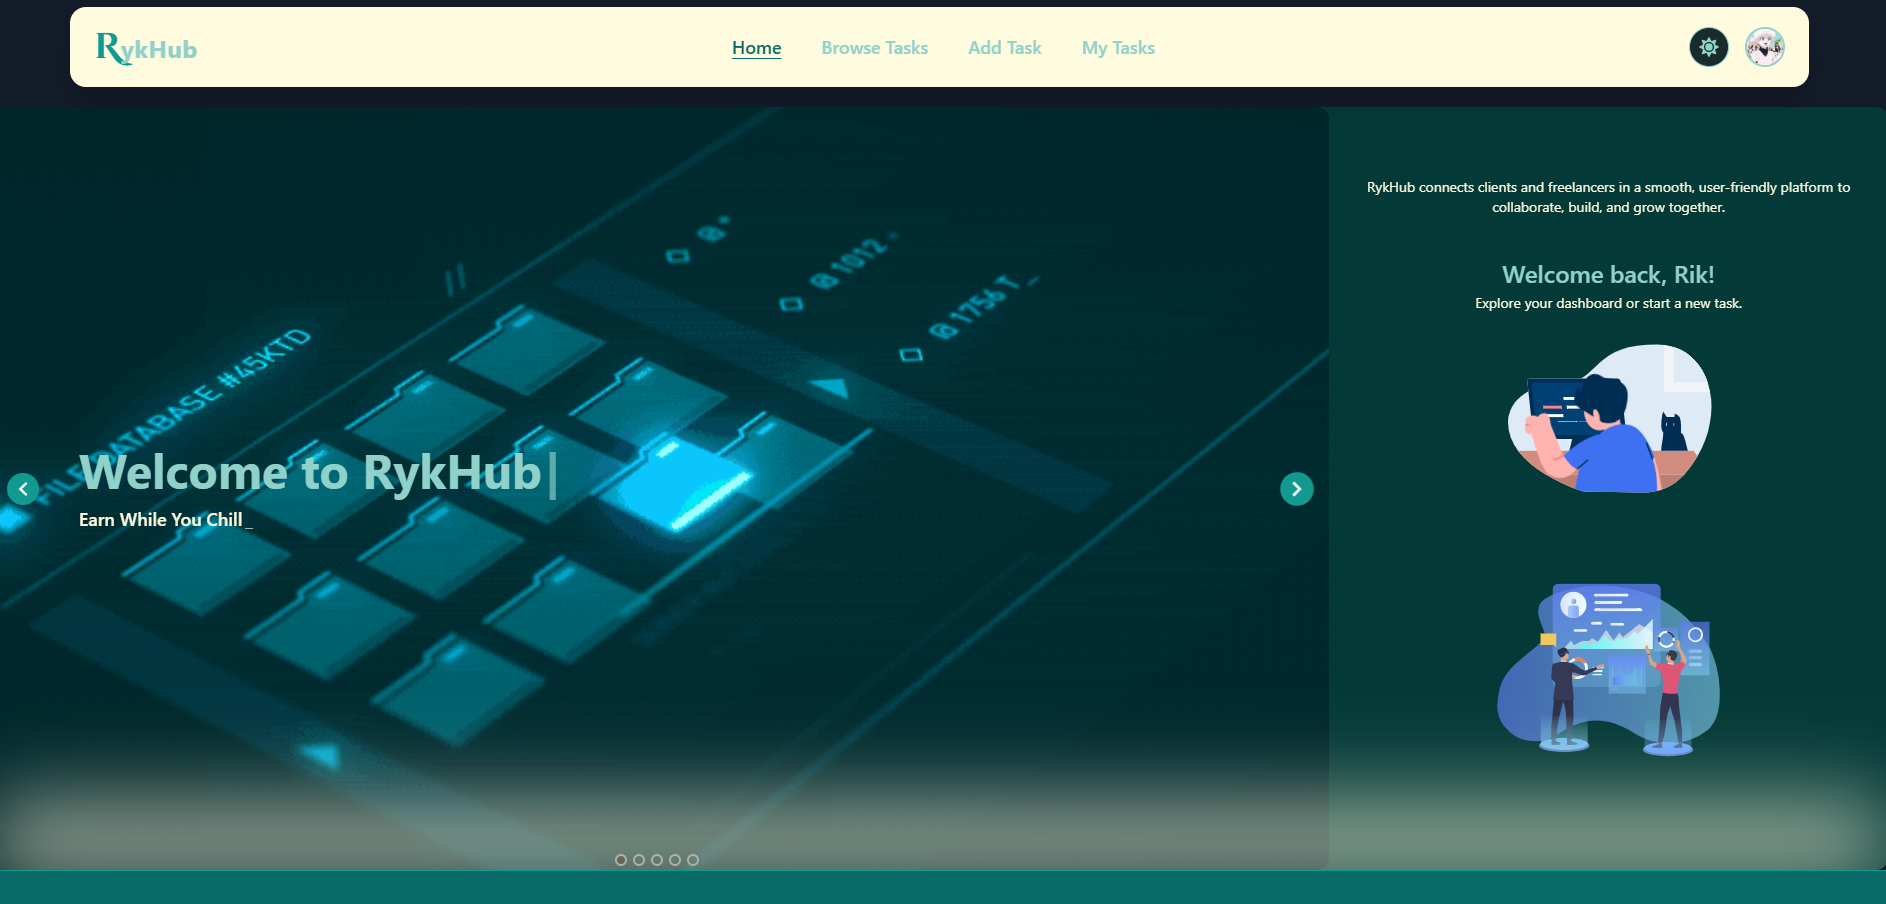 RykHub
Home
Browse Tasks
Add Task
My Tasks
FILE DATABASE #45KTD
@ 1012
@ 1756 T _
Welcome to RykHub|
Earn While You Chill_
RykHub connects clients and freelancers in a smooth, user-friendly platform to
collaborate, build, and grow together.
Welcome back, Rik!
Explore your dashboard or start a new task.